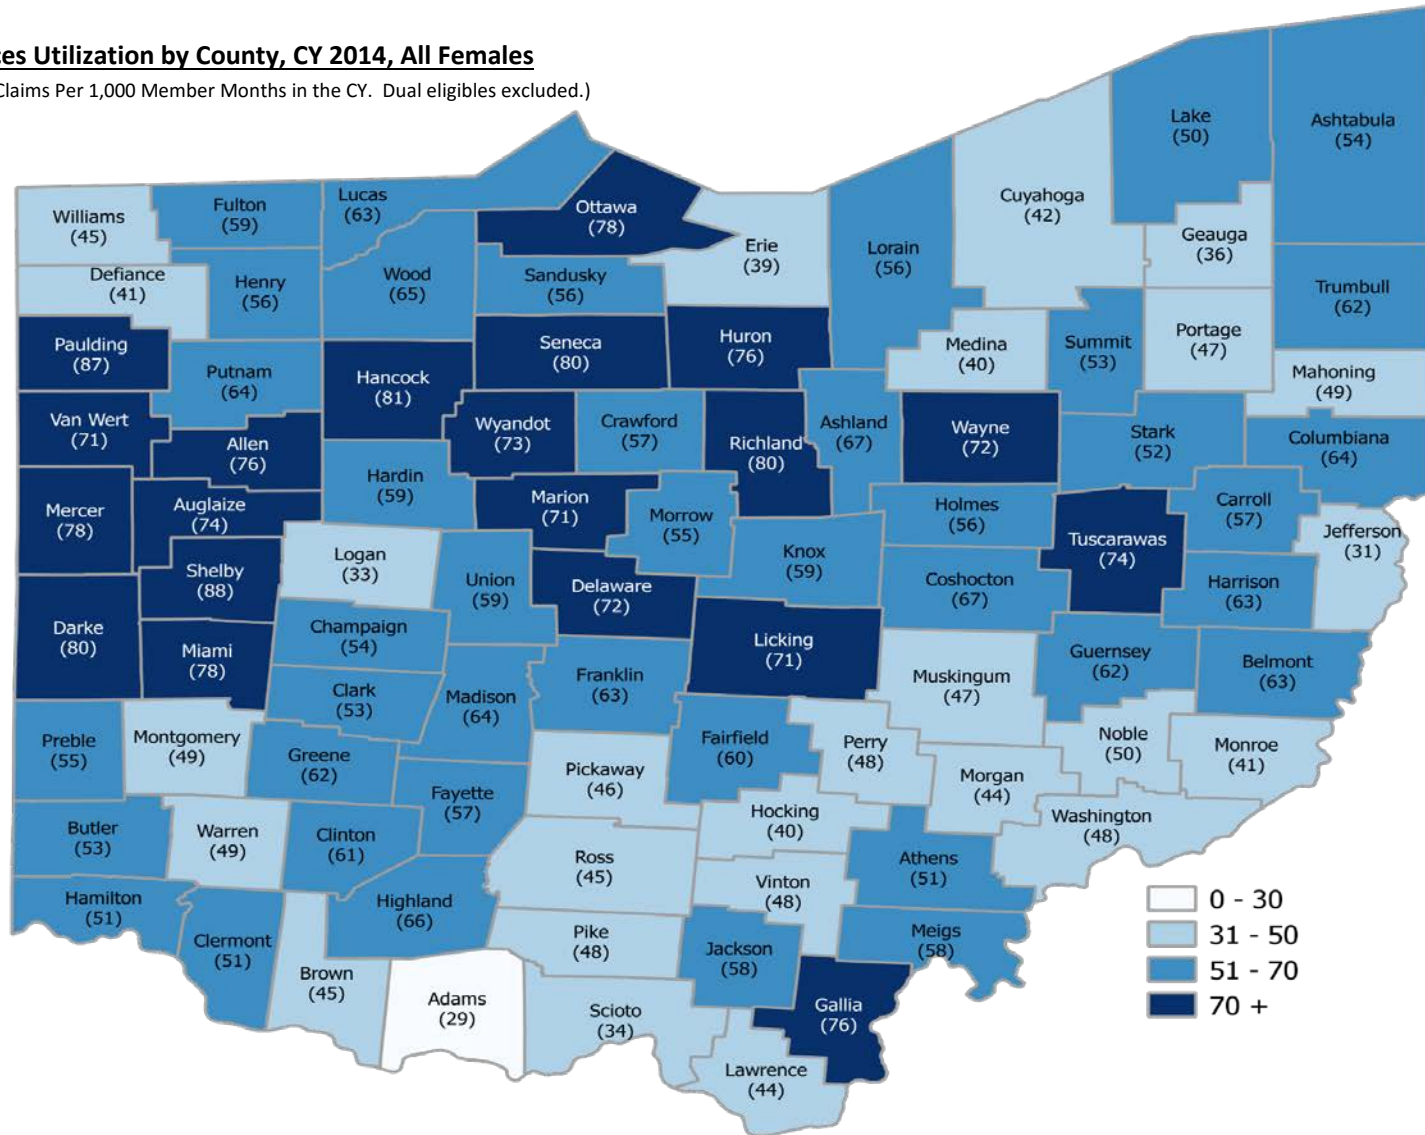 ces Utilization by County, CY 2014, All Females
Claims Per 1,000 Member Months in the CY.  Dual eligibles excluded.)
Lake
(50)
Ashtabula
(54)
Williams
(45)
Fulton
(59)
Lucas
(63)
Ottawa
(78)
Cuyahoga
(42)
Geauga
(36)
Erie
(39)
Lorain
(56)
Defiance
(41)
Henry
(56)
Wood
(65)
Sandusky
(56)
Trumbull
(62)
Paulding
(87)
Seneca
(80)
Huron
(76)
Medina
(40)
Summit
(53)
Portage
(47)
Putnam
(64)
Hancock
(81)
Mahoning
(49)
Van Wert
(71)
Allen
(76)
Wyandot
(73)
Crawford
(57)
Richland
(80)
Ashland
(67)
Wayne
(72)
Stark
(52)
Columbiana
(64)
Hardin
(59)
Mercer
(78)
Auglaize
(74)
Marion
(71)
Morrow
(55)
Holmes
(56)
Carroll
(57)
Tuscarawas
(74)
Jefferson
(31)
Logan
(33)
Knox
(59)
Shelby
(88)
Union
(59)
Delaware
(72)
Coshocton
(67)
Harrison
(63)
Darke
(80)
Champaign
(54)
Licking
(71)
Miami
(78)
Guernsey
(62)
Belmont
(63)
Clark
(53)
Madison
(64)
Franklin
(63)
Muskingum
(47)
Preble
(55)
Montgomery
(49)
Greene
(62)
Fairfield
(60)
Perry
(48)
Noble
(50)
Monroe
(41)
Pickaway
(46)
Morgan
(44)
Fayette
(57)
Hocking
(40)
Washington
(48)
Butler
(53)
Warren
(49)
Clinton
(61)
Ross
(45)
Athens
(51)
Vinton
(48)
Hamilton
(51)
Highland
(66)
Clermont
(51)
Pike
(48)
Jackson
(58)
Meigs
(58)
Brown
(45)
Adams
(29)
Scioto
(34)
Gallia
(76)
Lawrence
(44)
0 - 30
31 - 50
51 - 70
70 +